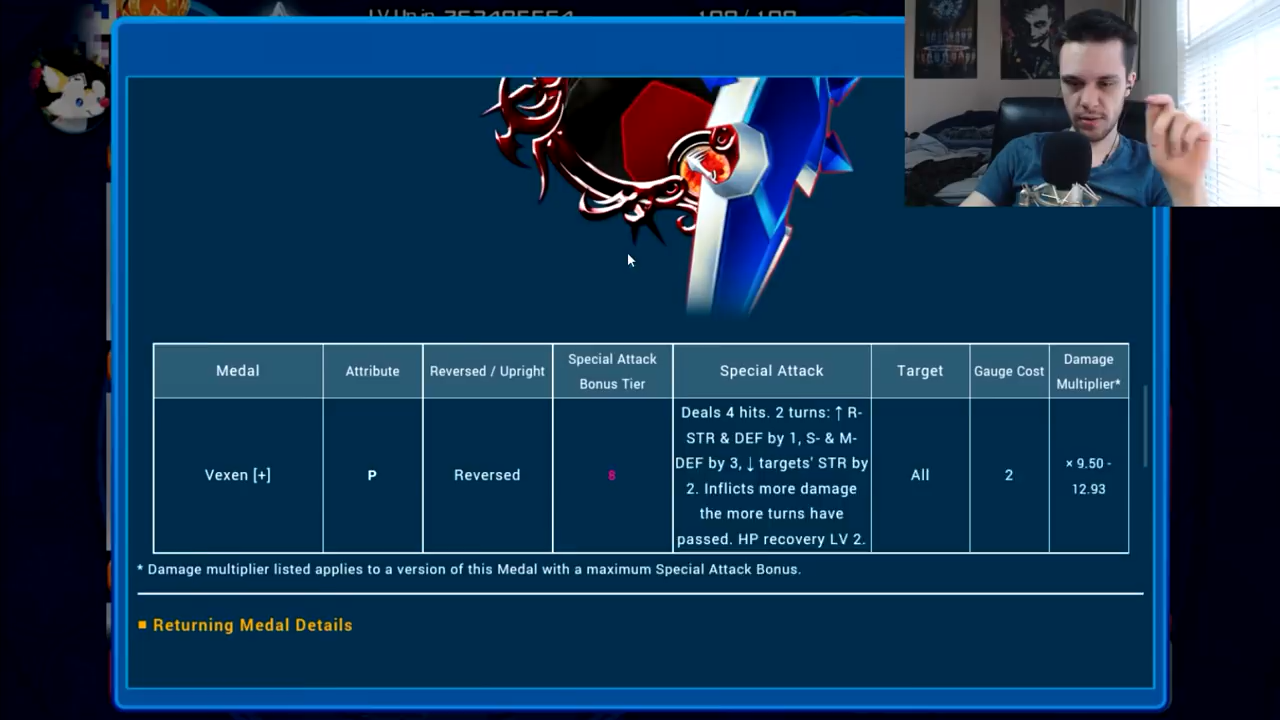 Medal
Attribute
Reversed / Upright
Special Attack
Bonus Tier
Special Attack
Target
Gauge Cost
Damage
Multiplier*
Vexen [+]
P
Reversed
8
Deals 4 hits. 2 turns: ↑ R-
STR & DEF by 1, S- & M-
DEF by 3, ↓ targets' STR by
2. Inflicts more damage
the more turns have
passed. HP recovery LV 2.
All
2
× 9.50 -
12.93
* Damage multiplier listed applies to a version of this Medal with a maximum Special Attack Bonus.
■ Returning Medal Details